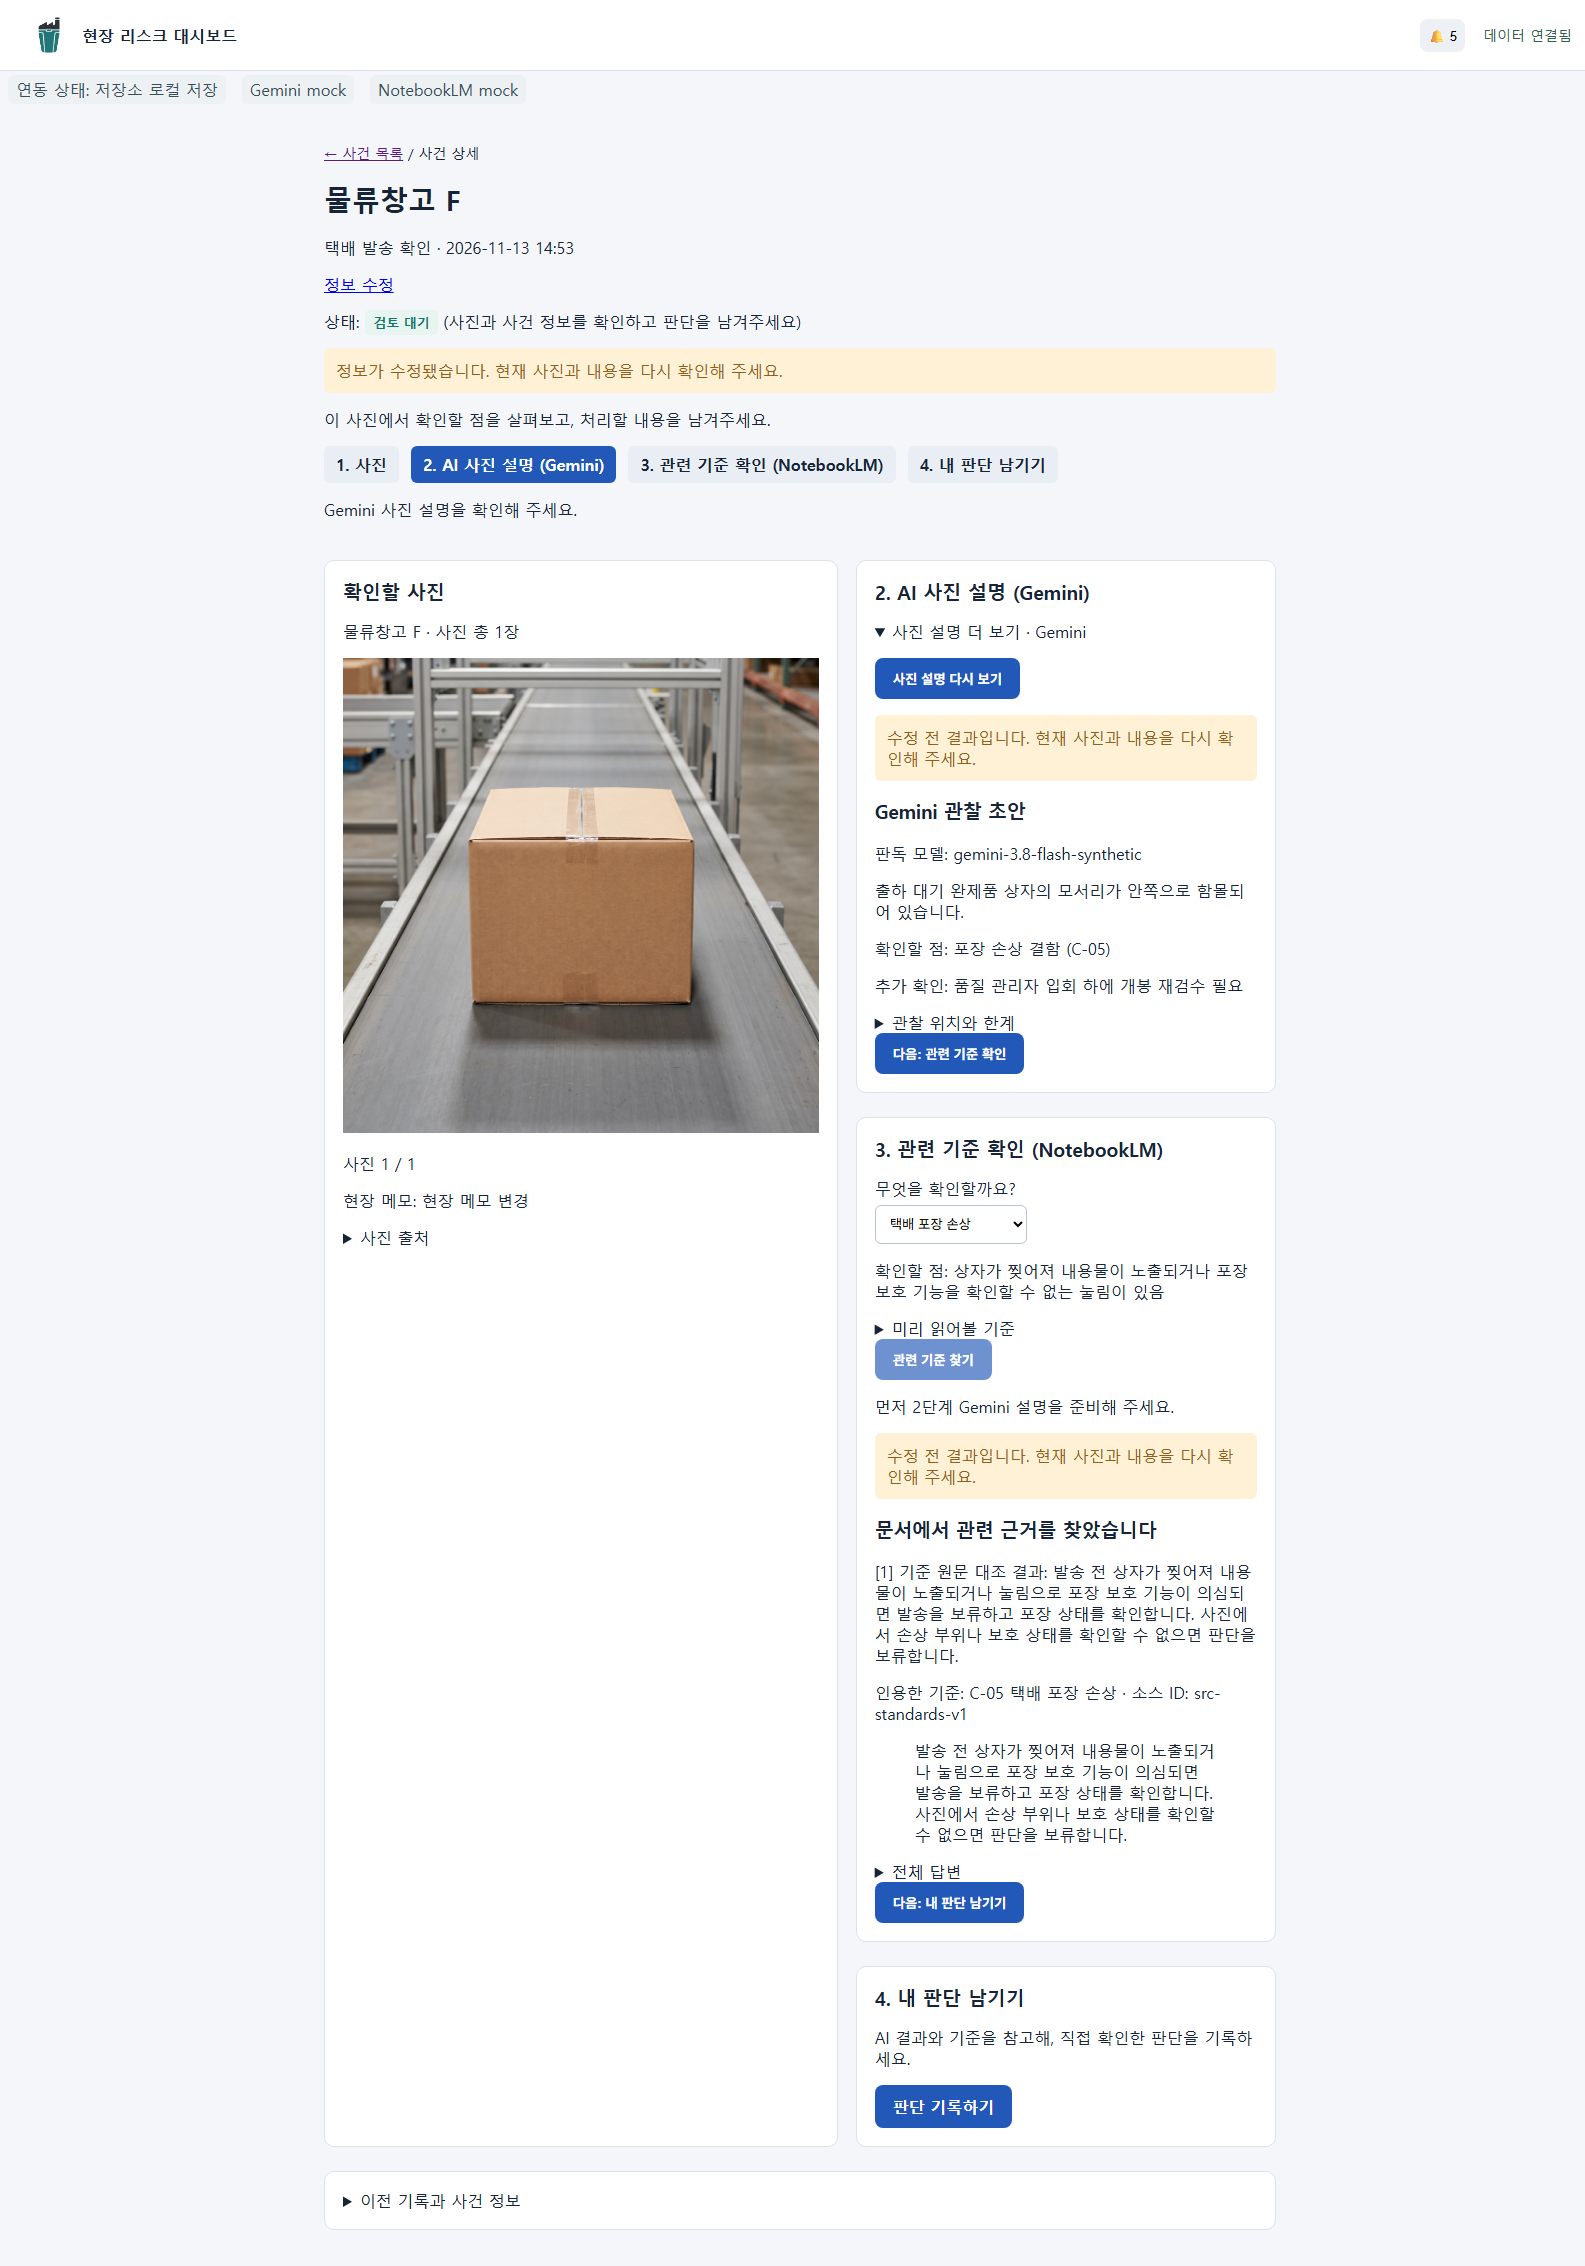 현장 리스크 대시보드
🔔 5
데이터 연결됨
연동 상태: 저장소 로컬 저장
Gemini mock
NotebookLM mock
← 사건 목록 / 사건 상세
물류창고 F
택배 발송 확인 · 2026-11-13 14:53
정보 수정
상태: 검토 대기 (사진과 사건 정보를 확인하고 판단을 남겨주세요)
정보가 수정됐습니다. 현재 사진과 내용을 다시 확인해 주세요.
이 사진에서 확인할 점을 살펴보고, 처리할 내용을 남겨주세요.
1. 사진
2. AI 사진 설명 (Gemini)
3. 관련 기준 확인 (NotebookLM)
4. 내 판단 남기기
Gemini 사진 설명을 확인해 주세요.
확인할 사진
물류창고 F · 사진 총 1장
사진 1 / 1
현장 메모: 현장 메모 변경
▶ 사진 출처
2. AI 사진 설명 (Gemini)
▼ 사진 설명 더 보기 · Gemini
사진 설명 다시 보기
수정 전 결과입니다. 현재 사진과 내용을 다시 확
인해 주세요.
Gemini 관찰 초안
판독 모델: gemini-3.8-flash-synthetic
출하 대기 완제품 상자의 모서리가 안쪽으로 함몰되
어 있습니다.
확인할 점: 포장 손상 결함 (C-05)
추가 확인: 품질 관리자 입회 하에 개봉 재검수 필요
▶ 관찰 위치와 한계
다음: 관련 기준 확인
3. 관련 기준 확인 (NotebookLM)
무엇을 확인할까요?
택배 포장 손상
확인할 점: 상자가 찢어져 내용물이 노출되거나 포장
보호 기능을 확인할 수 없는 눌림이 있음
▶ 미리 읽어볼 기준
관련 기준 찾기
먼저 2단계 Gemini 설명을 준비해 주세요.
수정 전 결과입니다. 현재 사진과 내용을 다시 확
인해 주세요.
문서에서 관련 근거를 찾았습니다
[1] 기준 원문 대조 결과: 발송 전 상자가 찢어져 내용
물이 노출되거나 눌림으로 포장 보호 기능이 의심되
면 발송을 보류하고 포장 상태를 확인합니다. 사진에
서 손상 부위나 보호 상태를 확인할 수 없으면 판단을
보류합니다.
인용한 기준: C-05 택배 포장 손상 · 소스 ID: src-
standards-v1
발송 전 상자가 찢어져 내용물이 노출되거
나 눌림으로 포장 보호 기능이 의심되면
발송을 보류하고 포장 상태를 확인합니다.
사진에서 손상 부위나 보호 상태를 확인할
수 없으면 판단을 보류합니다.
▶ 전체 답변
다음: 내 판단 남기기
4. 내 판단 남기기
AI 결과와 기준을 참고해, 직접 확인한 판단을 기록하
세요.
판단 기록하기
▶ 이전 기록과 사건 정보